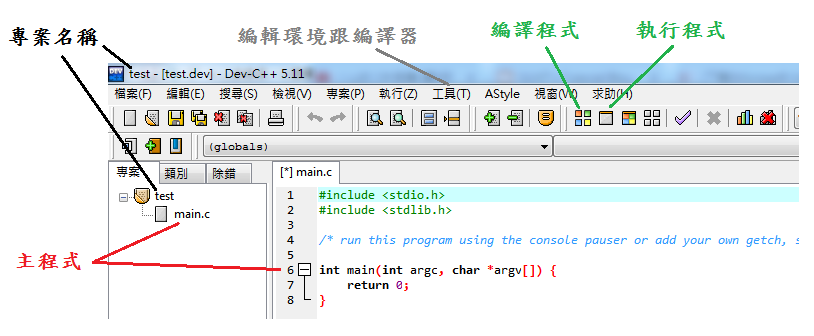 專案名稱
編輯環境跟編譯器
編譯程式
執行程式
test - [test.dev] - Dev-C++ 5.11
檔案(F) 編輯(E) 搜尋(S) 檢視(V) 專案(P) 執行(Z) 工具(T) AStyle 視窗(W) 求助(H)
(globals)
專案 類別 除錯
[*] main.c
test
main.c
主程式
1 #include <stdio.h>
2 #include <stdlib.h>
3
4 /* run this program using the console pauser or add your own getch, s
5
6 int main(int argc, char *argv[]) {
7 return 0;
8 }